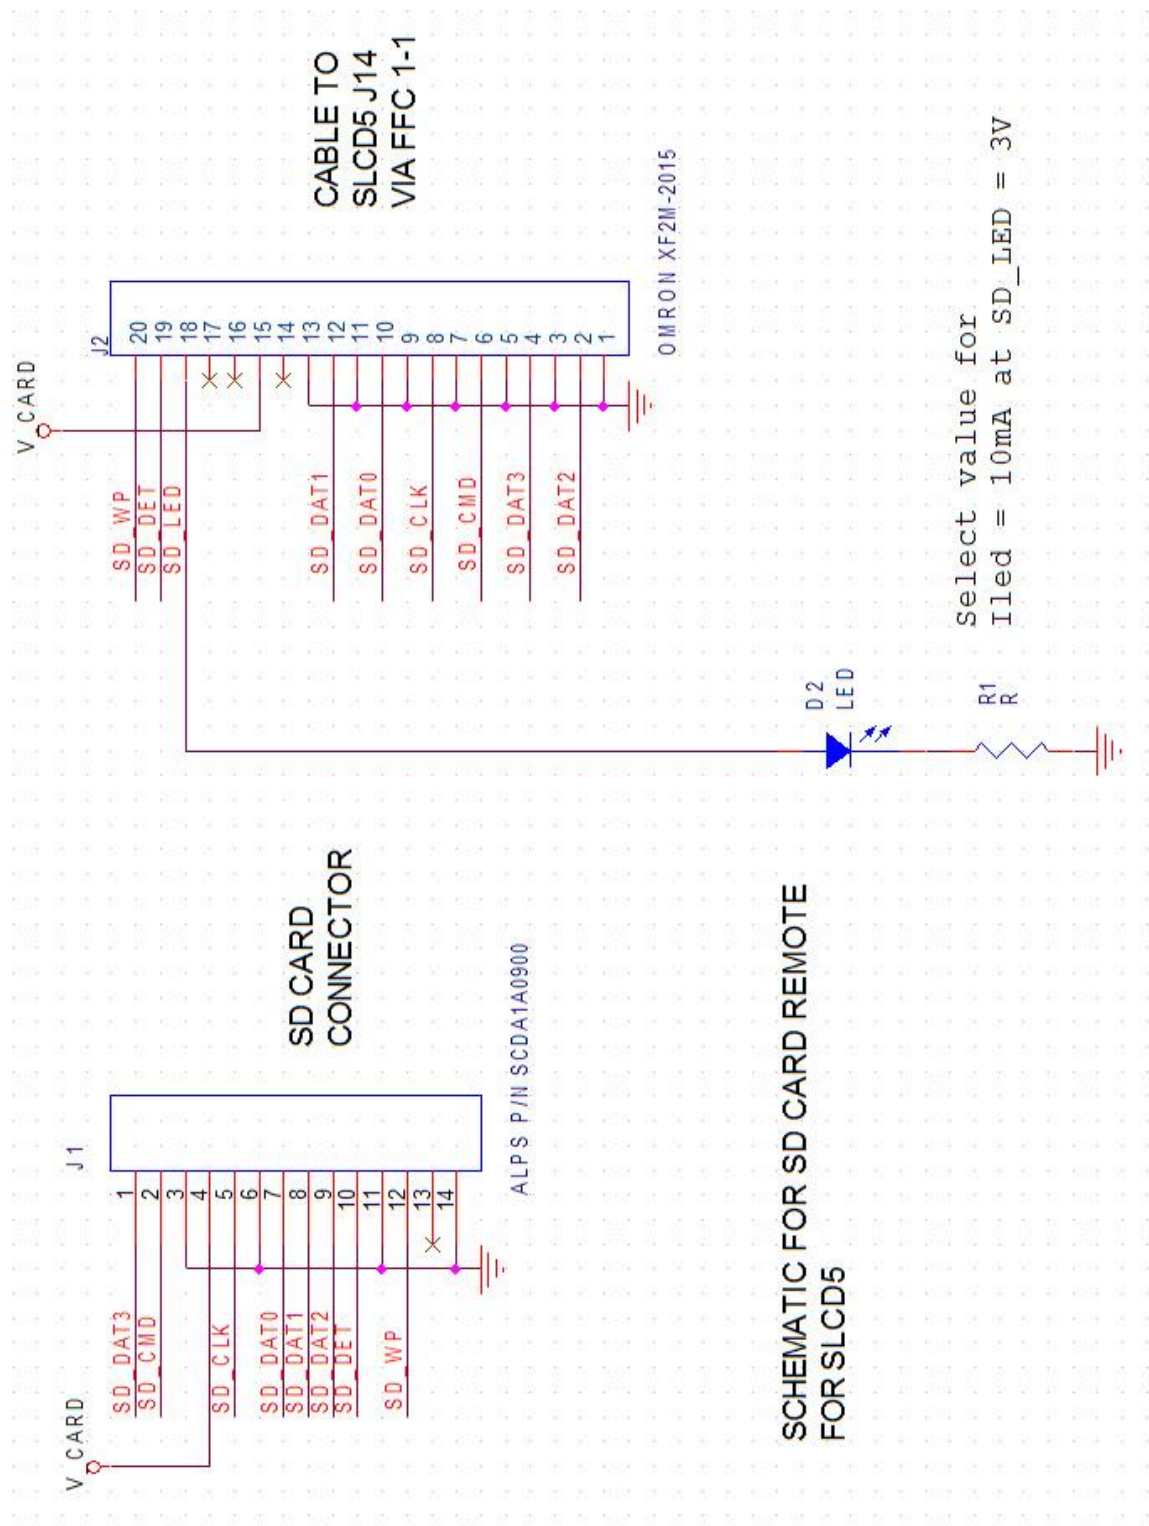 V_CARD
J2
20
19
18
17
16
15
14
13
12
11
10
9
8
7
6
5
4
3
2
1
SD_WP
SD_DET
SD_LED
SD_DAT1
SD_DAT0
SD_CLK
SD_CMD
SD_DAT3
SD_DAT2
CABLE TO
SLCD5 J14
VIA FFC 1-1
OMRON XF2M-2015
D2
LED
R1
R
Select value for
Iled = 10mA at SD_LED = 3V
V_CARD
J1
1
2
3
4
5
6
7
8
9
10
11
12
13
14
SD_DAT3
SD_CMD
SD_CLK
SD_DAT0
SD_DAT1
SD_DAT2
SD_DET
SD_WP
SD CARD
CONNECTOR
ALPS P/N SCDA1A0900
SCHEMATIC FOR SD CARD REMOTE
FOR SLCD5